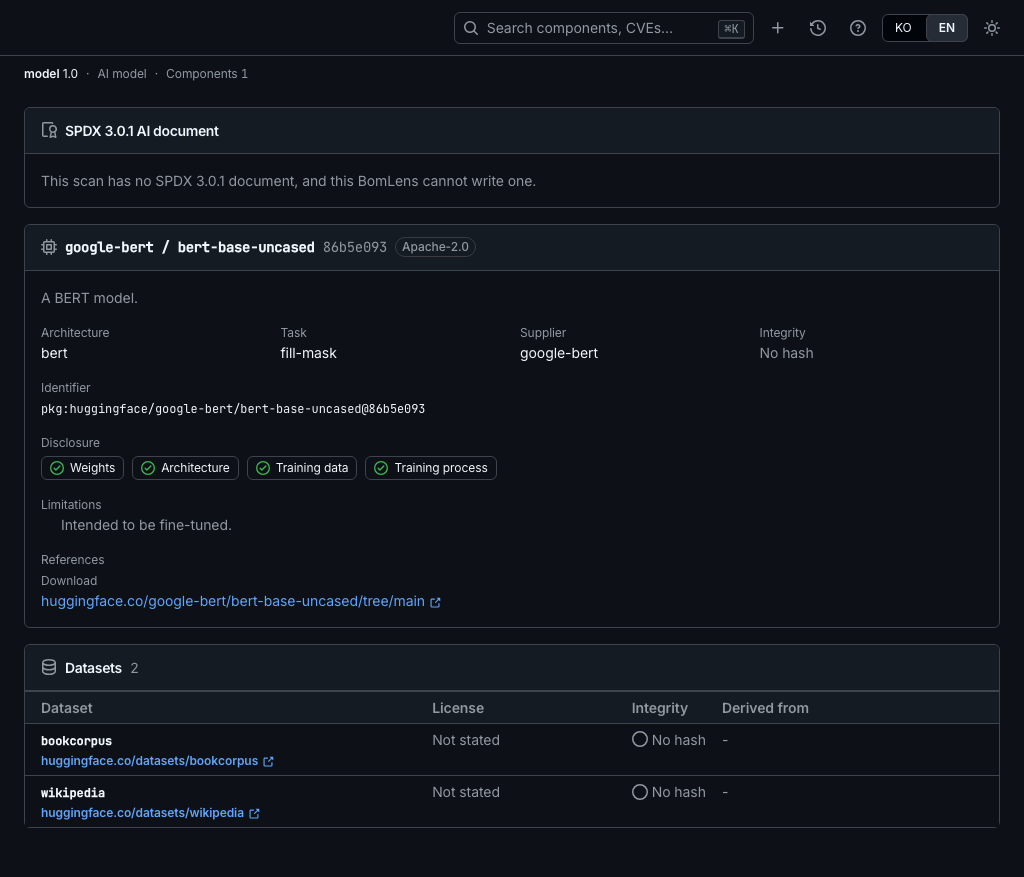 Search components, CVEs... ⌘K KO EN
model 1.0 · AI model · Components 1
SPDX 3.0.1 AI document
This scan has no SPDX 3.0.1 document, and this BomLens cannot write one.
google-bert / bert-base-uncased 86b5e093 Apache-2.0
A BERT model.
Architecture Task Supplier Integrity
bert fill-mask google-bert No hash
Identifier
pkg:huggingface/google-bert/bert-base-uncased@86b5e093
Disclosure
Weights Architecture Training data Training process
Limitations
Intended to be fine-tuned.
References
Download
huggingface.co/google-bert/bert-base-uncased/tree/main
Datasets 2
Dataset License Integrity Derived from
bookcorpus Not stated No hash -
huggingface.co/datasets/bookcorpus
wikipedia Not stated No hash -
huggingface.co/datasets/wikipedia